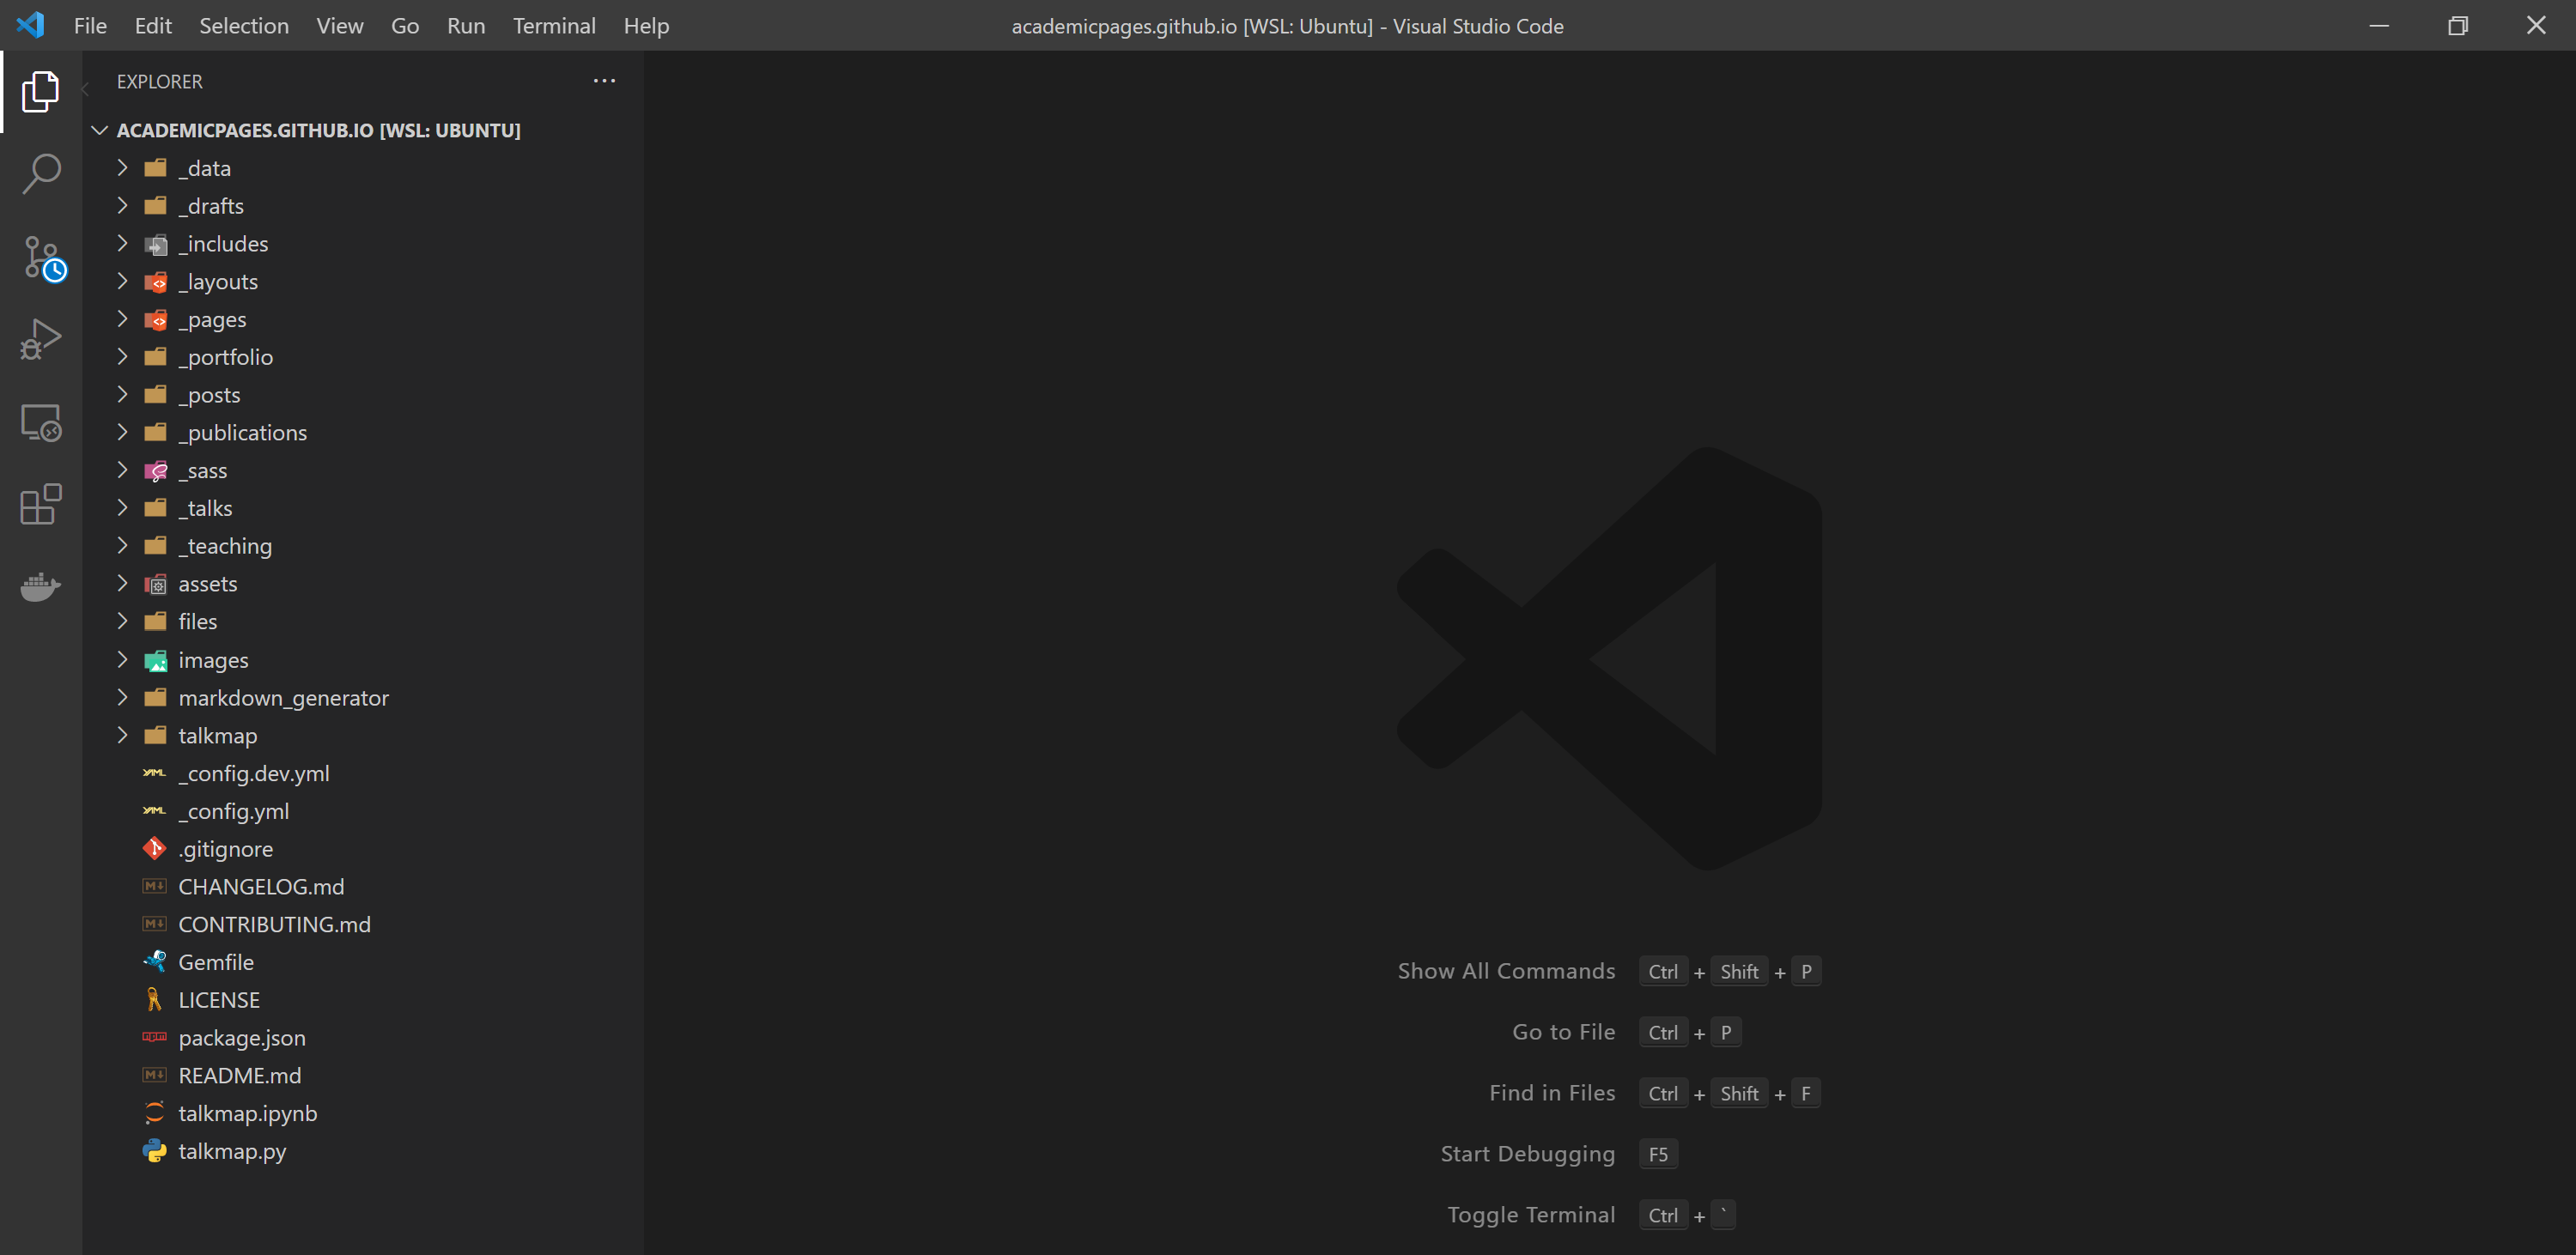 File Edit Selection View Go Run Terminal Help academicpages.github.io [WSL: Ubuntu] - Visual Studio Code
EXPLORER
ACADEMICPAGES.GITHUB.IO [WSL: UBUNTU]
_data
_drafts
_includes
_layouts
_pages
_portfolio
_posts
_publications
_sass
_talks
_teaching
assets
files
images
markdown_generator
talkmap
YAML _config.dev.yml
YAML _config.yml
.gitignore
M CHANGELOG.md
M CONTRIBUTING.md
Gemfile
LICENSE
npm package.json
M README.md
talkmap.ipynb
talkmap.py
Show All Commands Ctrl + Shift + P
Go to File Ctrl + P
Find in Files Ctrl + Shift + F
Start Debugging F5
Toggle Terminal Ctrl + `